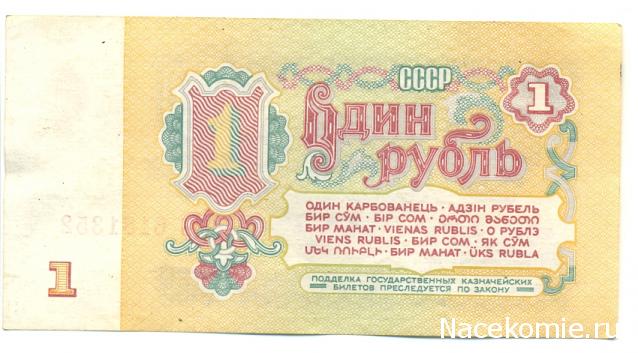 СССР
1
1
Один
рубль
ОДИН КАРБОВАНЕЦЬ · АДЗІН РУБЕЛЬ
БИР СЎМ · БІР СОМ · ᲔᲠᲗᲘ ᲛᲐᲜᲔᲗᲘ
БИР МАНАТ · VIENAS RUBLIS · О РУБЛЭ
VIENS RUBLIS · БИР СОМ · ЯК СЎМ
ՄԵԿ ՌՈՒԲԼԻ · БИР МАНАТ · ÜKS RUBLA
ПОДДЕЛКА ГОСУДАРСТВЕННЫХ КАЗНАЧЕЙСКИХ
БИЛЕТОВ ПРЕСЛЕДУЕТСЯ ПО ЗАКОНУ
1
Nacekomie.ru